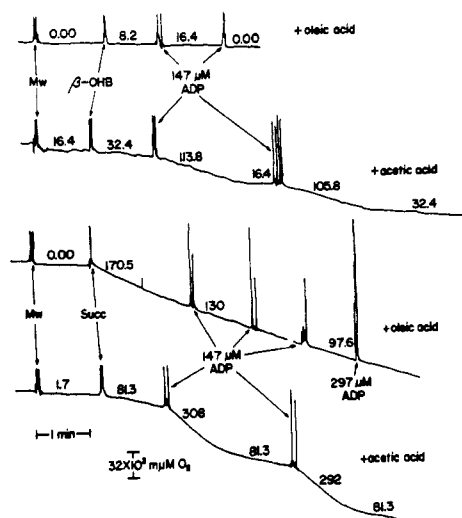 0.00 8.2 16.4 0.00 + oleic acid
Mw β-OHB 147 μM
ADP
16.4 32.4 113.8 16.4 105.8 32.4 + acetic acid
0.00 170.5 130 97.6 + oleic acid
Mw Succ 147 μM
ADP
297 μM
ADP
1.7 81.3 308 81.3 292 81.3 + acetic acid
1 min
32X10³ mμM O₂